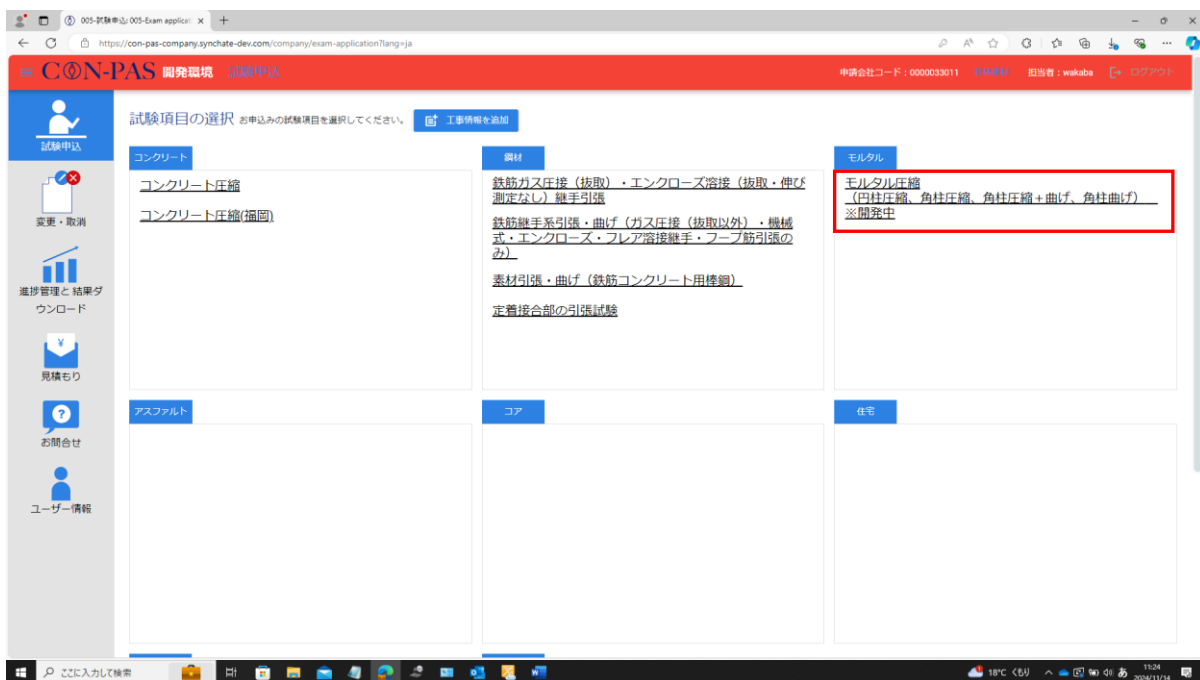 005-試験申込: 005-Exam applicat
https://con-pas-company.synchate-dev.com/company/exam-application?lang=ja
CON-PAS 開発環境 試験申込
申請会社コード：0000033011
担当者：wakaba
ログアウト
試験申込
変更・取消
進捗管理と 結果ダ
ウンロード
見積もり
お問合せ
ユーザー情報
試験項目の選択 お申込みの試験項目を選択してください。
工事情報を追加
コンクリート
コンクリート圧縮
コンクリート圧縮(福岡)
鋼材
鉄筋ガス圧接（抜取）・エンクローズ溶接（抜取・伸び
測定なし）継手引張
鉄筋継手系引張・曲げ（ガス圧接（抜取以外）・機械
式・エンクローズ・フレア溶接継手・フープ筋引張の
み）
素材引張・曲げ（鉄筋コンクリート用棒鋼）
定着接合部の引張試験
モルタル
モルタル圧縮
（円柱圧縮、角柱圧縮、角柱圧縮＋曲げ、角柱曲げ）
※開発中
アスファルト
コア
住宅
ここに入力して検索
18°C くもり
あ
11:24
2024/11/14